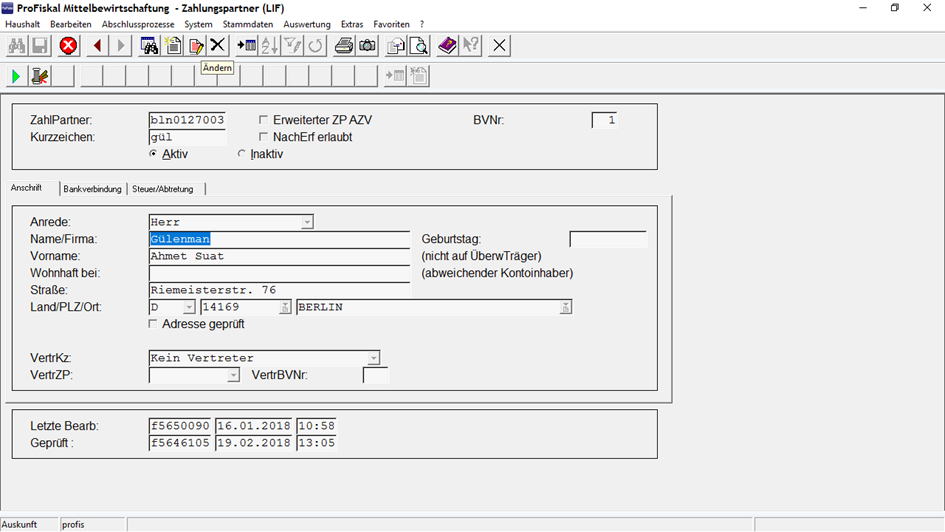 ProFiskal Mittelbewirtschaftung - Zahlungspartner (LIF)
Haushalt Bearbeiten Abschlussprozesse System Stammdaten Auswertung Extras Favoriten ?
Ändern
ZahlPartner: bln0127003 Erweiterter ZP AZV BVNr: 1
Kurzzeichen: gül NachErf erlaubt
Aktiv Inaktiv
Anschrift Bankverbindung Steuer/Abtretung
Anrede: Herr
Name/Firma: Gülenman Geburtstag:
Vorname: Ahmet Suat (nicht auf ÜberwTräger)
Wohnhaft bei: (abweichender Kontoinhaber)
Straße: Riemeisterstr. 76
Land/PLZ/Ort: D 14169 BERLIN
Adresse geprüft
VertrKz: Kein Vertreter
VertrZP: VertrBVNr:
Letzte Bearb: f5650090 16.01.2018 10:58
Geprüft : f5646105 19.02.2018 13:05
Auskunft profis